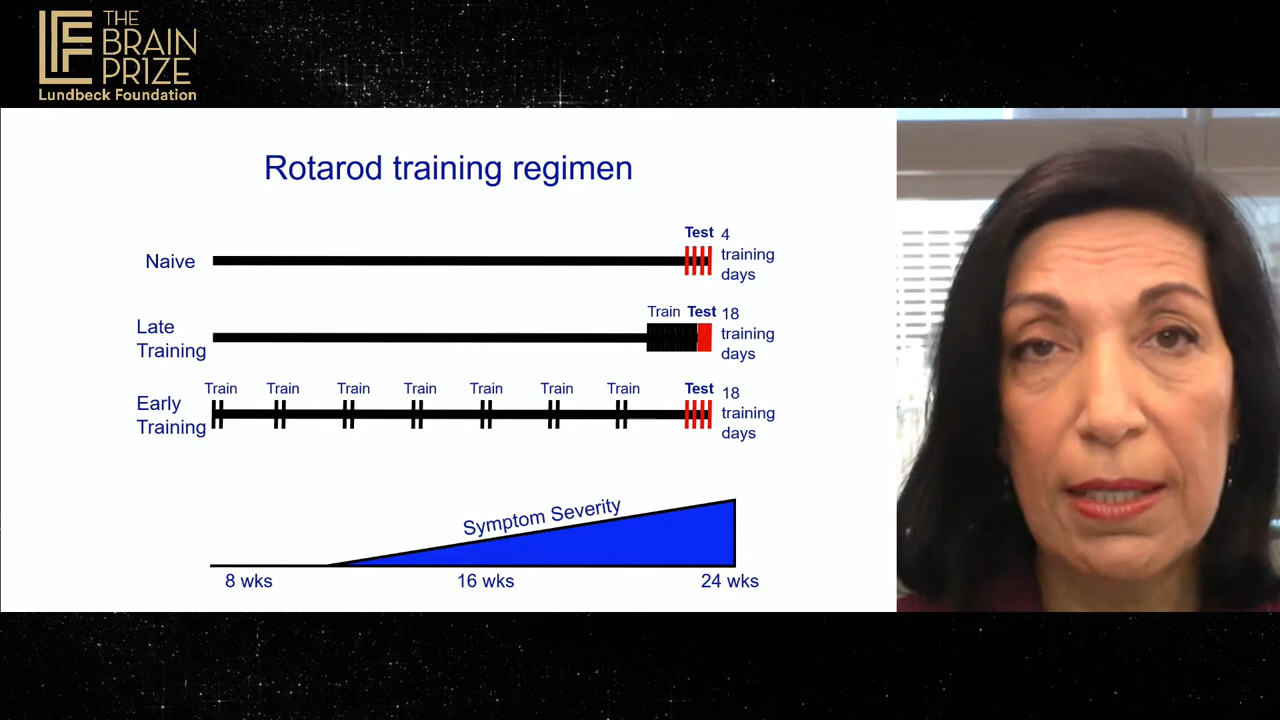 THE
BRAIN
PRIZE
Lundbeck Foundation
Rotarod training regimen
Naive
Test
4
training
days
Late
Training
Train
Test
18
training
days
Early
Training
Train
Train
Train
Train
Train
Train
Train
Test
18
training
days
Symptom Severity
8 wks
16 wks
24 wks